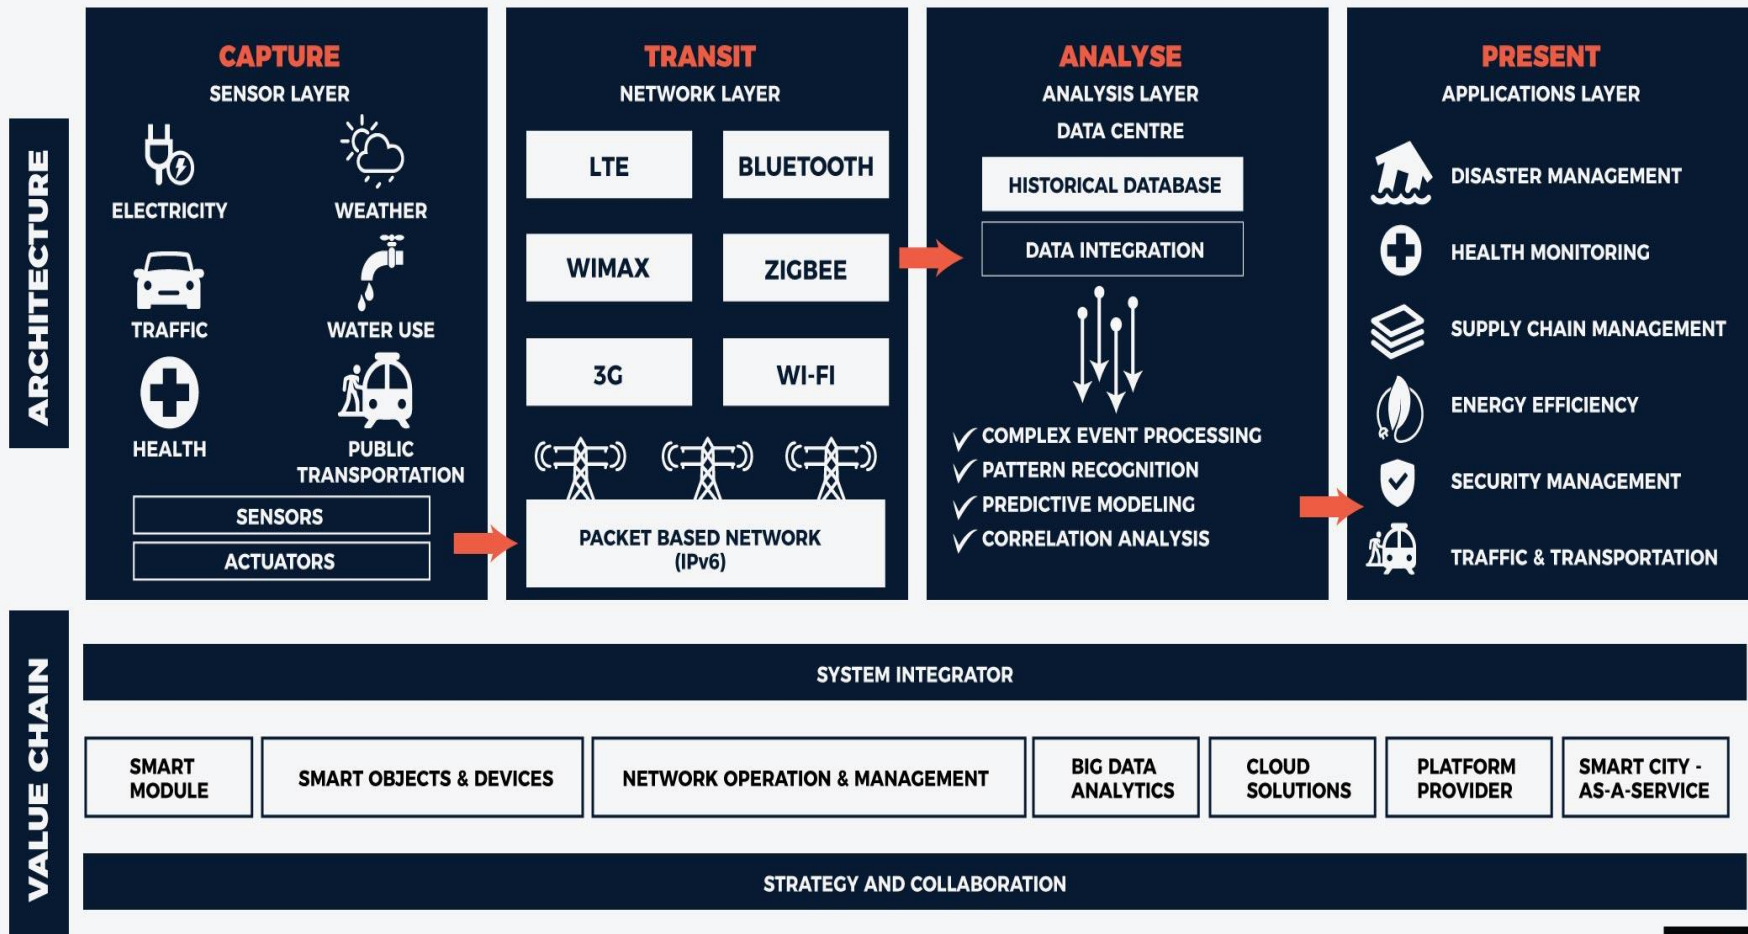 ARCHITECTURE
CAPTURE
SENSOR LAYER
ELECTRICITY
WEATHER
TRAFFIC
WATER USE
HEALTH
PUBLIC
TRANSPORTATION
SENSORS
ACTUATORS
TRANSIT
NETWORK LAYER
LTE
BLUETOOTH
WIMAX
ZIGBEE
3G
WI-FI
PACKET BASED NETWORK
(IPv6)
ANALYSE
ANALYSIS LAYER
DATA CENTRE
HISTORICAL DATABASE
DATA INTEGRATION
COMPLEX EVENT PROCESSING
PATTERN RECOGNITION
PREDICTIVE MODELING
CORRELATION ANALYSIS
PRESENT
APPLICATIONS LAYER
DISASTER MANAGEMENT
HEALTH MONITORING
SUPPLY CHAIN MANAGEMENT
ENERGY EFFICIENCY
SECURITY MANAGEMENT
TRAFFIC & TRANSPORTATION
VALUE CHAIN
SYSTEM INTEGRATOR
SMART
MODULE
SMART OBJECTS & DEVICES
NETWORK OPERATION & MANAGEMENT
BIG DATA
ANALYTICS
CLOUD
SOLUTIONS
PLATFORM
PROVIDER
SMART CITY -
AS-A-SERVICE
STRATEGY AND COLLABORATION